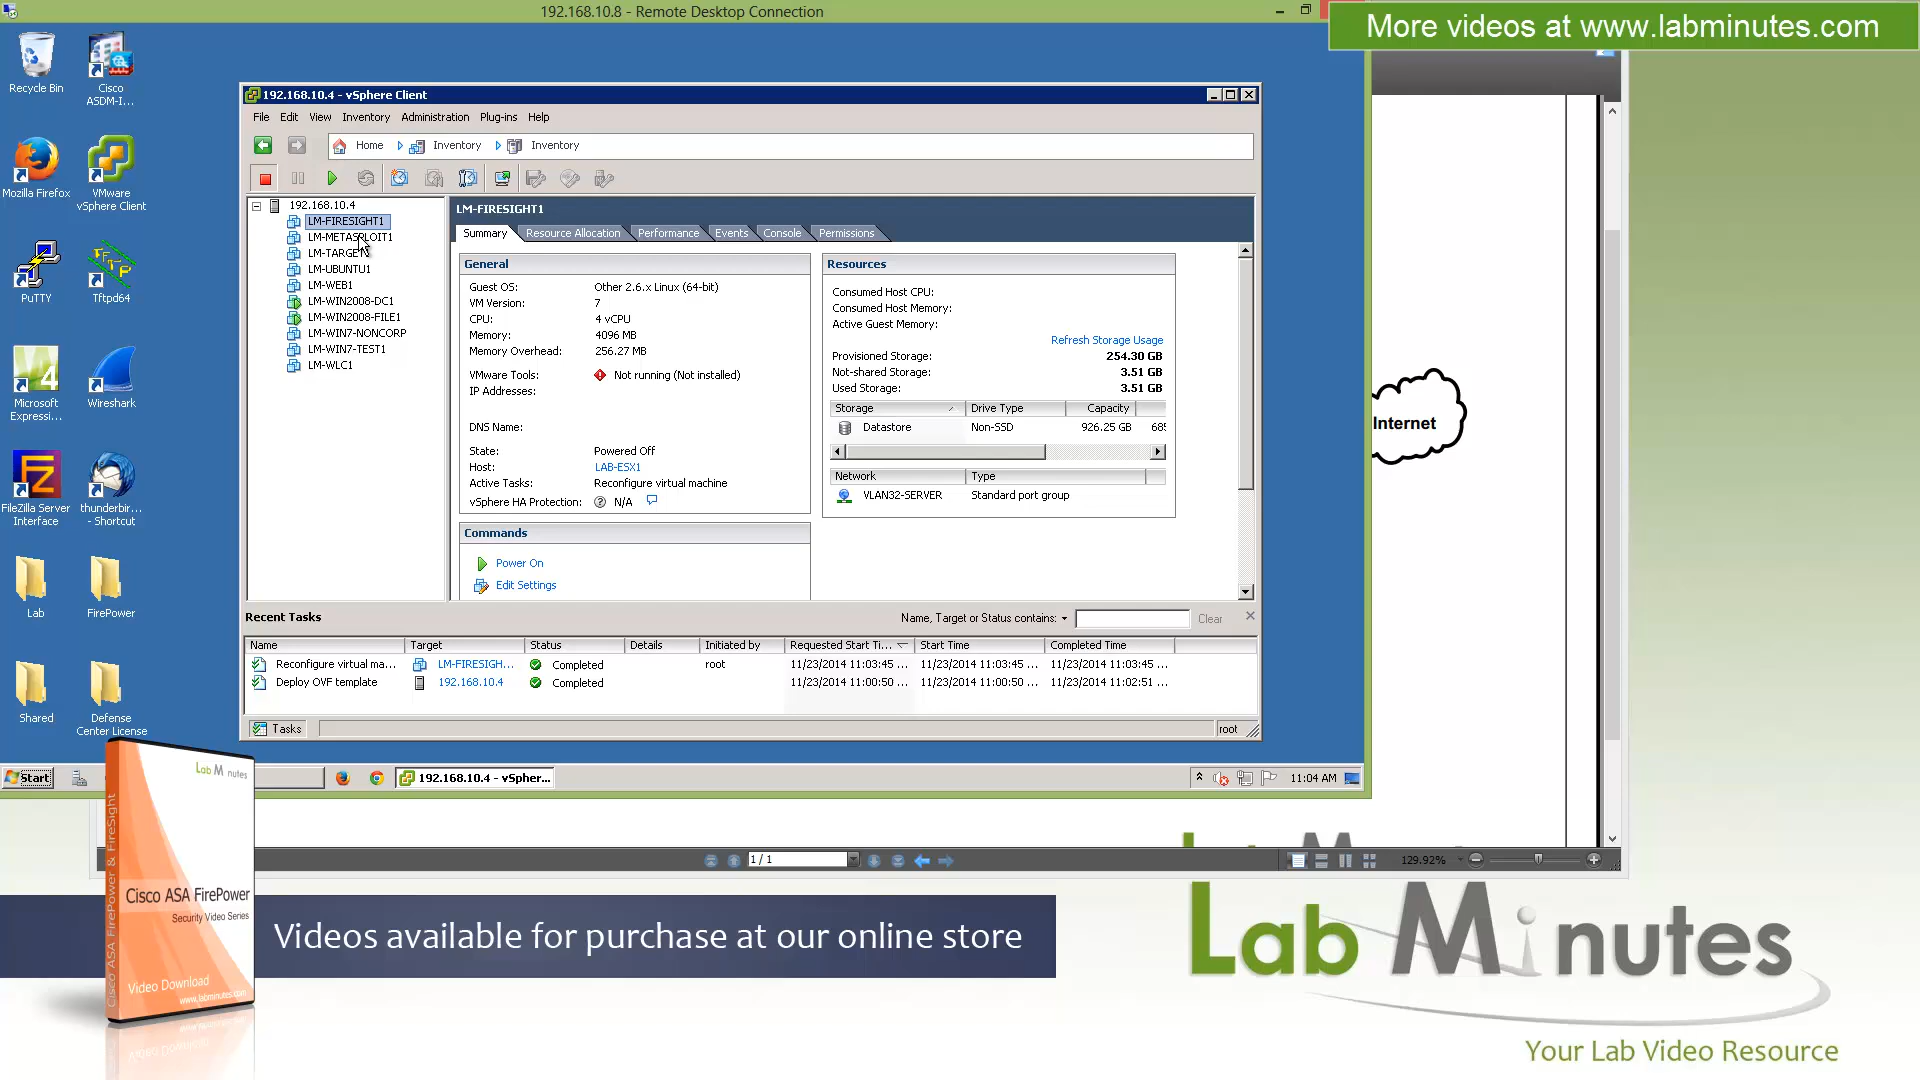 192.168.10.8 - Remote Desktop Connection
More videos at www.labminutes.com
Recycle Bin
Cisco
ASDM-I...
Mozilla Firefox
VMware
vSphere Client
PuTTY
Tftpd64
Microsoft
Expressi...
Wireshark
FileZilla Server
Interface
thunderbir...
- Shortcut
Lab
FirePower
Shared
Defense
Center License
192.168.10.4 - vSphere Client
File Edit View Inventory Administration Plug-ins Help
Home Inventory Inventory
192.168.10.4
LM-FIRESIGHT1
LM-METASPLOIT1
LM-TARGET1
LM-UBUNTU1
LM-WEB1
LM-WIN2008-DC1
LM-WIN2008-FILE1
LM-WIN7-NONCORP
LM-WIN7-TEST1
LM-WLC1
LM-FIRESIGHT1
Summary Resource Allocation Performance Events Console Permissions
General
Guest OS: Other 2.6.x Linux (64-bit)
VM Version: 7
CPU: 4 vCPU
Memory: 4096 MB
Memory Overhead: 256.27 MB
VMware Tools: Not running (Not installed)
IP Addresses:
DNS Name:
State: Powered Off
Host: LAB-ESX1
Active Tasks: Reconfigure virtual machine
vSphere HA Protection: N/A
Commands
Power On
Edit Settings
Resources
Consumed Host CPU:
Consumed Host Memory:
Active Guest Memory:
Refresh Storage Usage
Provisioned Storage: 254.30 GB
Not-shared Storage: 3.51 GB
Used Storage: 3.51 GB
Storage Drive Type Capacity
Datastore Non-SSD 926.25 GB 685
Network Type
VLAN32-SERVER Standard port group
Internet
Recent Tasks
Name, Target or Status contains: Clear
Name Target Status Details Initiated by Requested Start Ti... Start Time Completed Time
Reconfigure virtual ma... LM-FIRESIGH... Completed root 11/23/2014 11:03:45 ... 11/23/2014 11:03:45 ... 11/23/2014 11:03:45 ...
Deploy OVF template 192.168.10.4 Completed 11/23/2014 11:00:50 ... 11/23/2014 11:00:50 ... 11/23/2014 11:02:51 ...
Tasks root
Start 192.168.10.4 - vSpher... 11:04 AM
1 / 1 129.92%
Lab Minutes
Cisco ASA FirePower & FireSight
Cisco ASA FirePower
Security Video Series
Video Download
www.labminutes.com
Videos available for purchase at our online store
Lab Minutes
Your Lab Video Resource